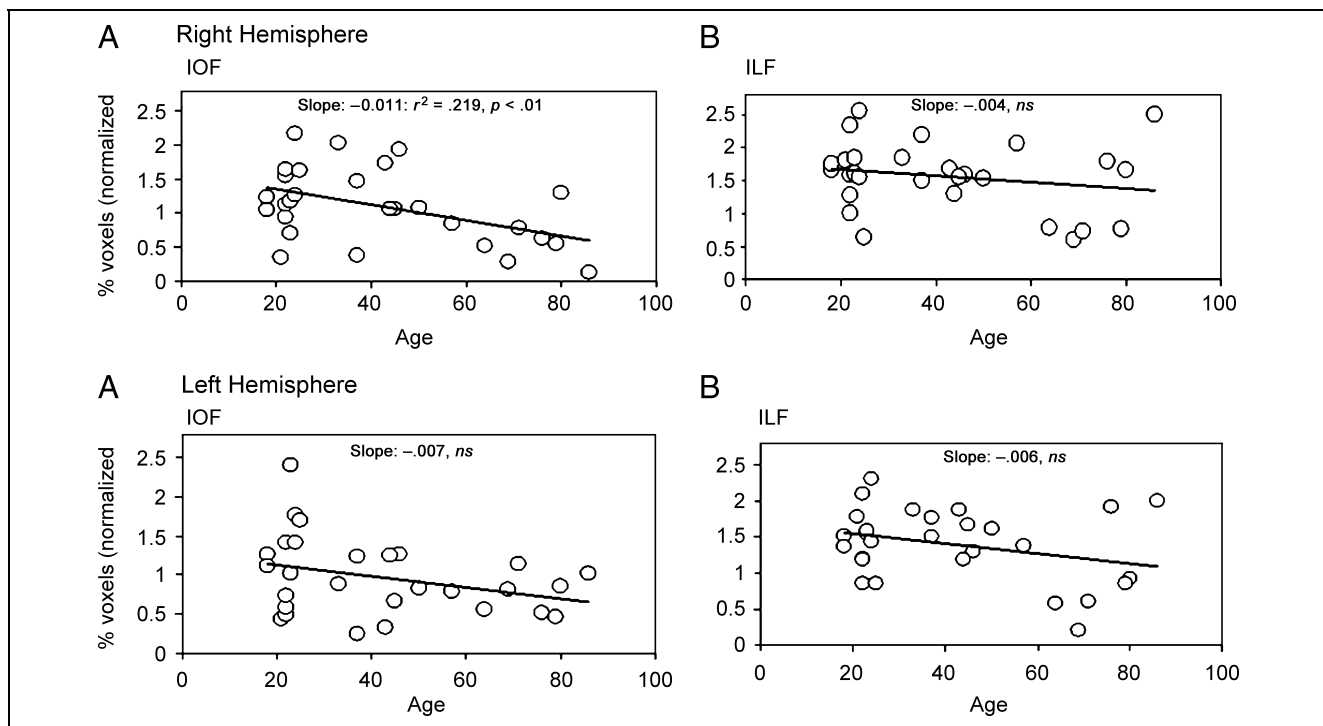 A Right Hemisphere
IOF
Slope: –0.011: r² = .219, p < .01
% voxels (normalized
2.5
2
1.5
1
0.5
0
0 20 40 60 80 100
Age
B
ILF
Slope: –.004, ns
2.5
2
1.5
1
0.5
0
0 20 40 60 80 100
Age
A Left Hemisphere
IOF
Slope: –.007, ns
% voxels (normalized
2.5
2
1.5
1
0.5
0
0 20 40 60 80 100
Age
B
ILF
Slope: –.006, ns
2.5
2
1.5
1
0.5
0
0 20 40 60 80 100
Age